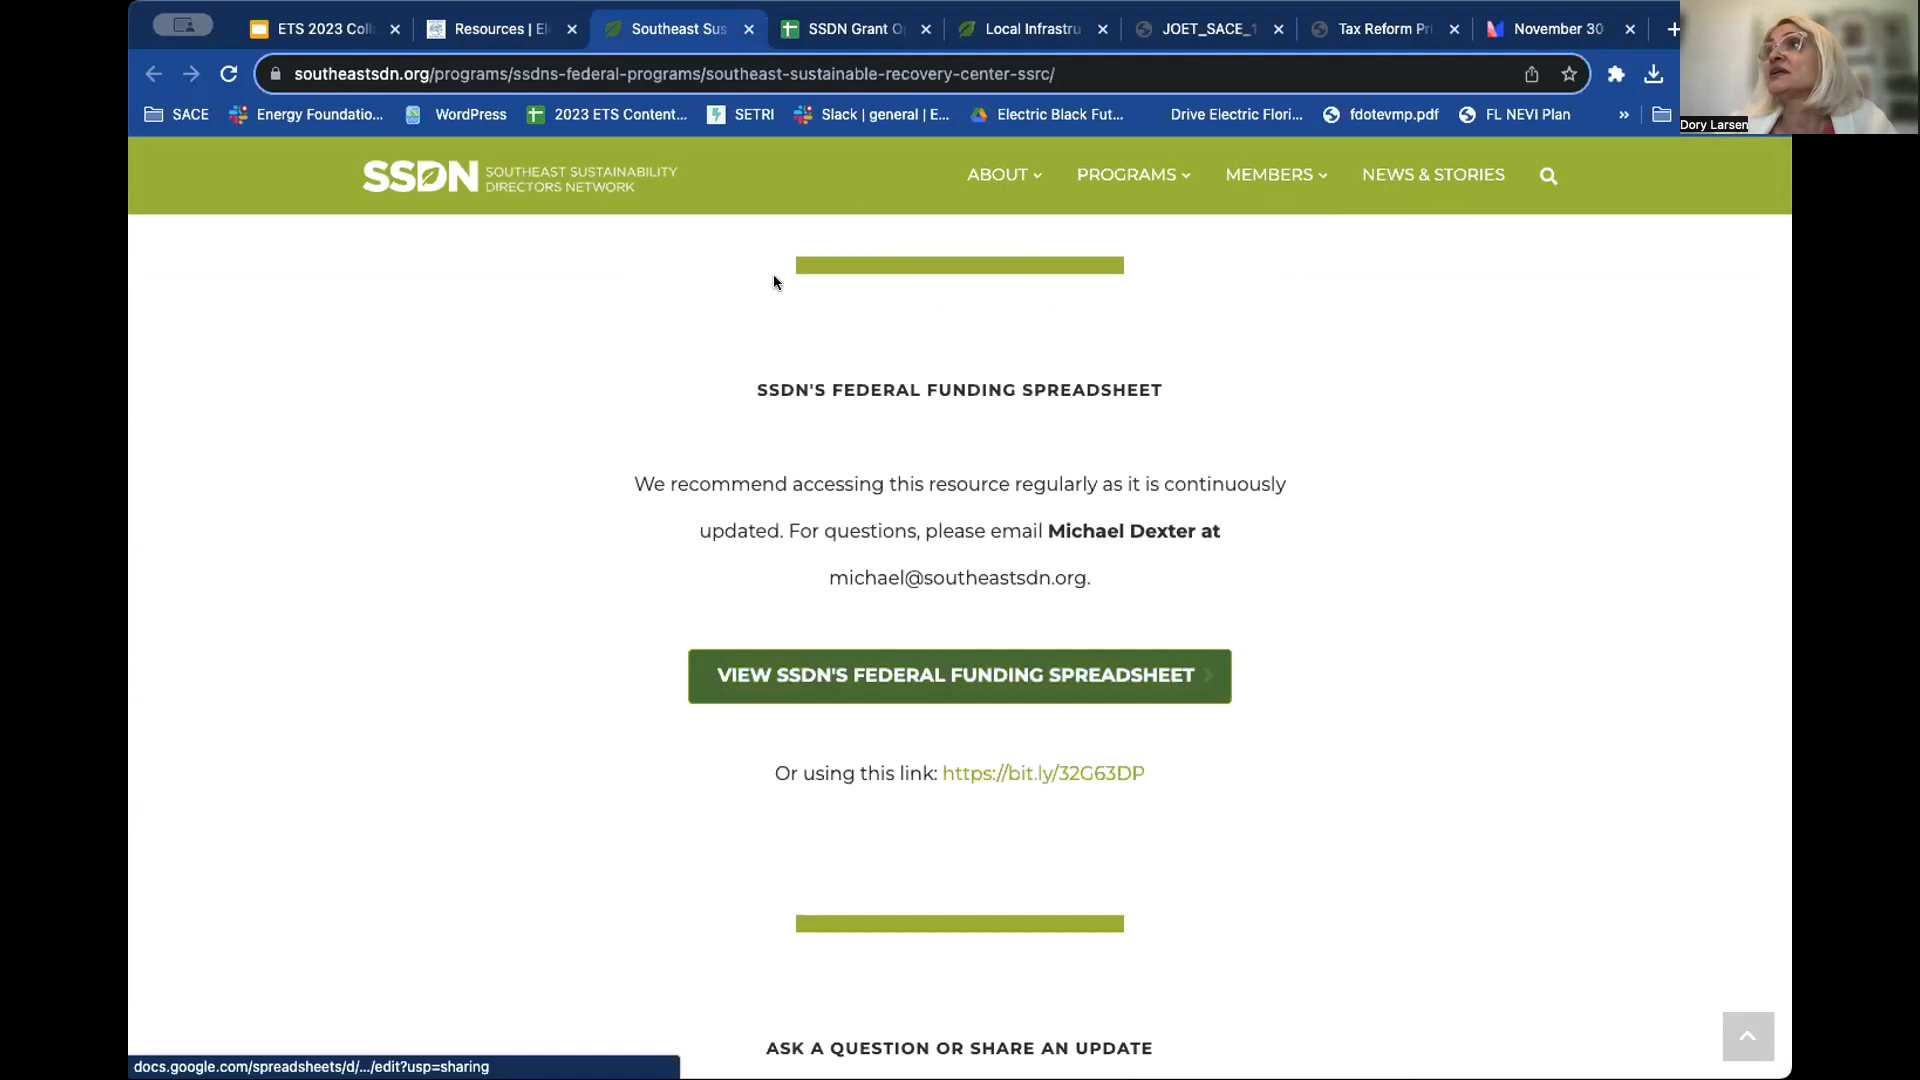 ETS 2023 Coll
Resources | El
Southeast Sus
SSDN Grant O
Local Infrastru
JOET_SACE_1
Tax Reform Pri
November 30
southeastsdn.org/programs/ssdns-federal-programs/southeast-sustainable-recovery-center-ssrc/
SACE
Energy Foundatio...
WordPress
2023 ETS Content...
SETRI
Slack | general | E...
Electric Black Fut...
Drive Electric Flori...
fdotevmp.pdf
FL NEVI Plan
»
Dory Larsen
SSDN SOUTHEAST SUSTAINABILITY
DIRECTORS NETWORK
ABOUT
PROGRAMS
MEMBERS
NEWS & STORIES
SSDN'S FEDERAL FUNDING SPREADSHEET
We recommend accessing this resource regularly as it is continuously
updated. For questions, please email Michael Dexter at
michael@southeastsdn.org.
VIEW SSDN'S FEDERAL FUNDING SPREADSHEET
Or using this link: https://bit.ly/32G63DP
ASK A QUESTION OR SHARE AN UPDATE
docs.google.com/spreadsheets/d/.../edit?usp=sharing